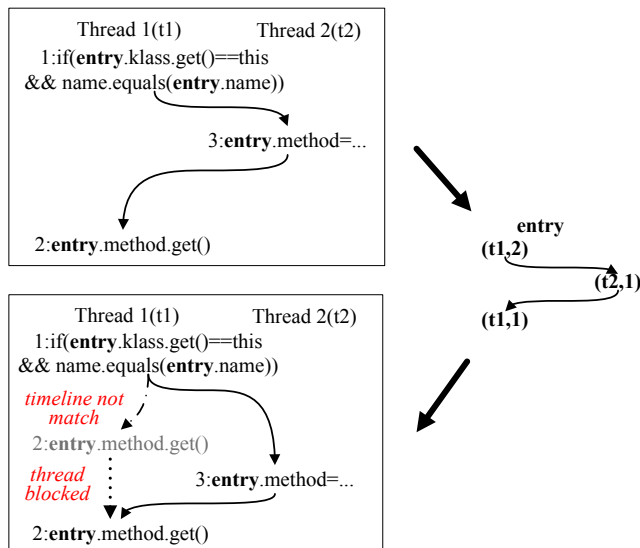 Thread 1(t1) Thread 2(t2)
1:if(entry.klass.get()==this
&& name.equals(entry.name))
3:entry.method=...
2:entry.method.get()
entry
(t1,2)
(t2,1)
(t1,1)
Thread 1(t1) Thread 2(t2)
1:if(entry.klass.get()==this
&& name.equals(entry.name))
timeline not
match
2:entry.method.get()
thread
blocked
3:entry.method=...
2:entry.method.get()